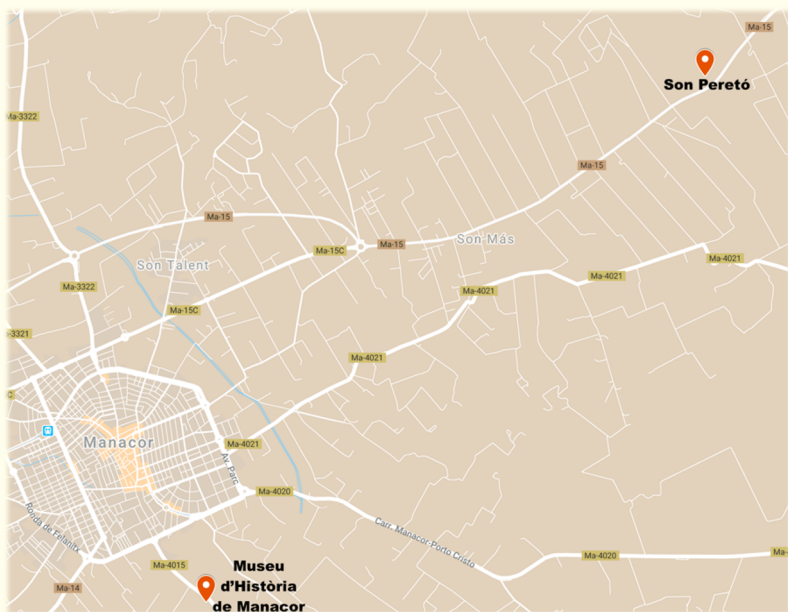 Ma-15
Son Peretó
Ma-3322
Ma-15
Ma-15
Ma-15C
Ma-15
Son Más
Son Talent
Ma-4021
Ma-4021
Ma-4021
Ma-3322
Ma-15C
Ma-3321
Ma-4021
C
Manacor
Ma-4021
Av. Parc
Ma-4020
Ronda de Felanitx
Carr. Manacor-Porto Cristo
Ma-4020
Ma-40
Ma-4015
Ma-14
Museu
d'Història
de Manacor